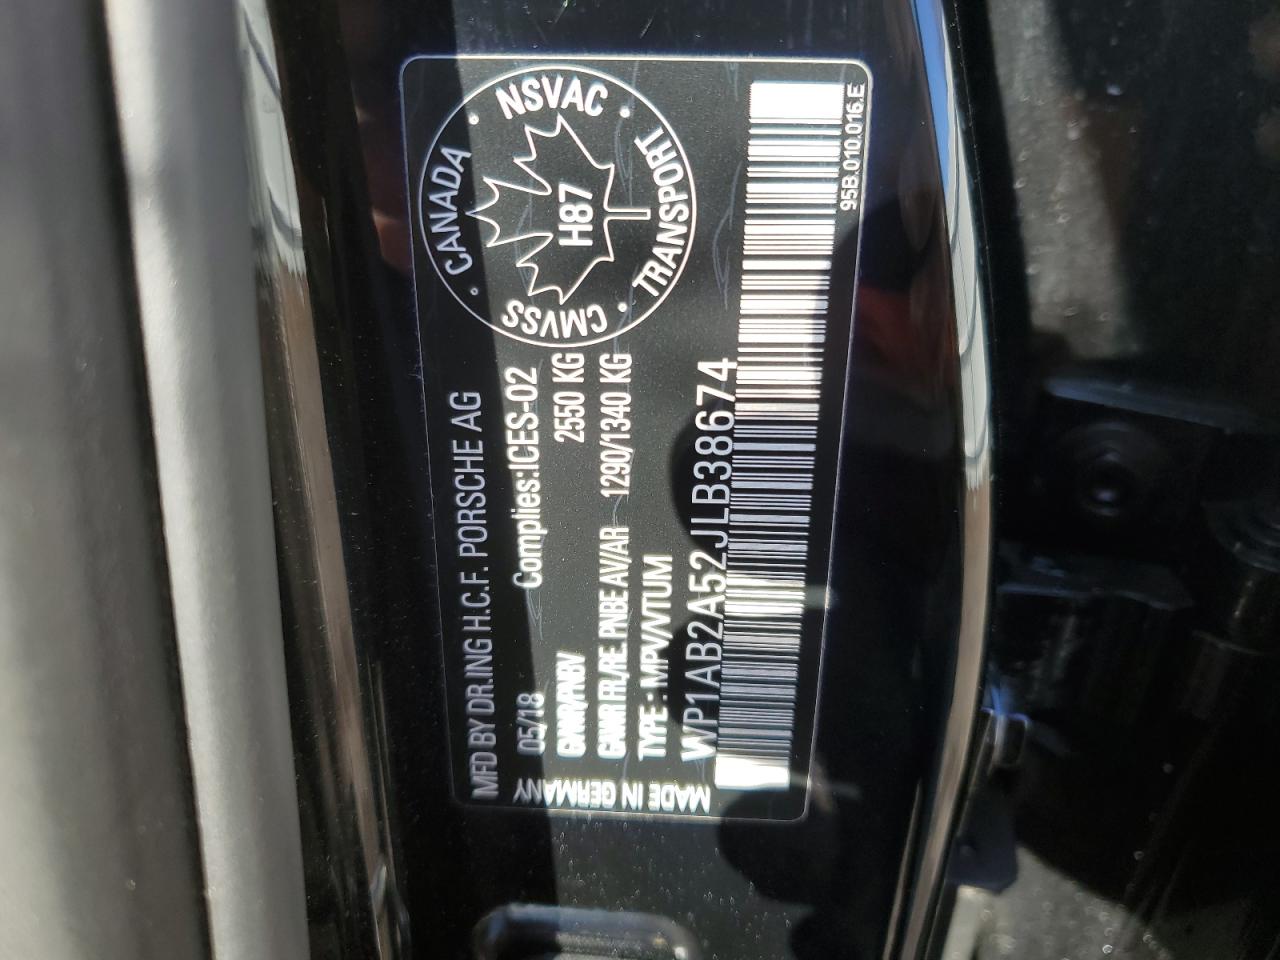 MFD BY DR.ING H.C.F. PORSCHE AG
05/18 Complies:ICES-02
GVWR/PNBV 2550 KG
GAWR FR./RE. PNBE AV/AR 1290/1340 KG
TYPE : MPV/VTUM
WP1AB2A52JLB38674
MADE IN GERMANY
CANADA
NSVAC
TRANSPORT
CMVSS
H87
95B.010.016.E